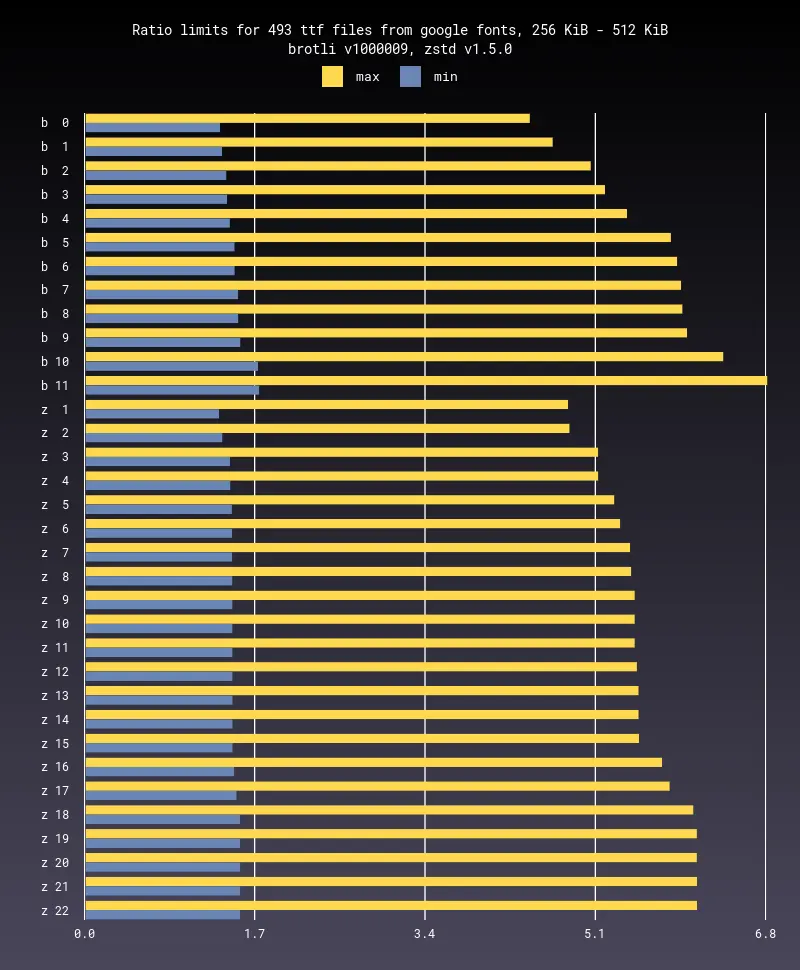 Ratio limits for 493 ttf files from google fonts, 256 KiB - 512 KiB
brotli v1000009, zstd v1.5.0
max min
b 0
b 1
b 2
b 3
b 4
b 5
b 6
b 7
b 8
b 9
b 10
b 11
z 1
z 2
z 3
z 4
z 5
z 6
z 7
z 8
z 9
z 10
z 11
z 12
z 13
z 14
z 15
z 16
z 17
z 18
z 19
z 20
z 21
z 22
0.0 1.7 3.4 5.1 6.8